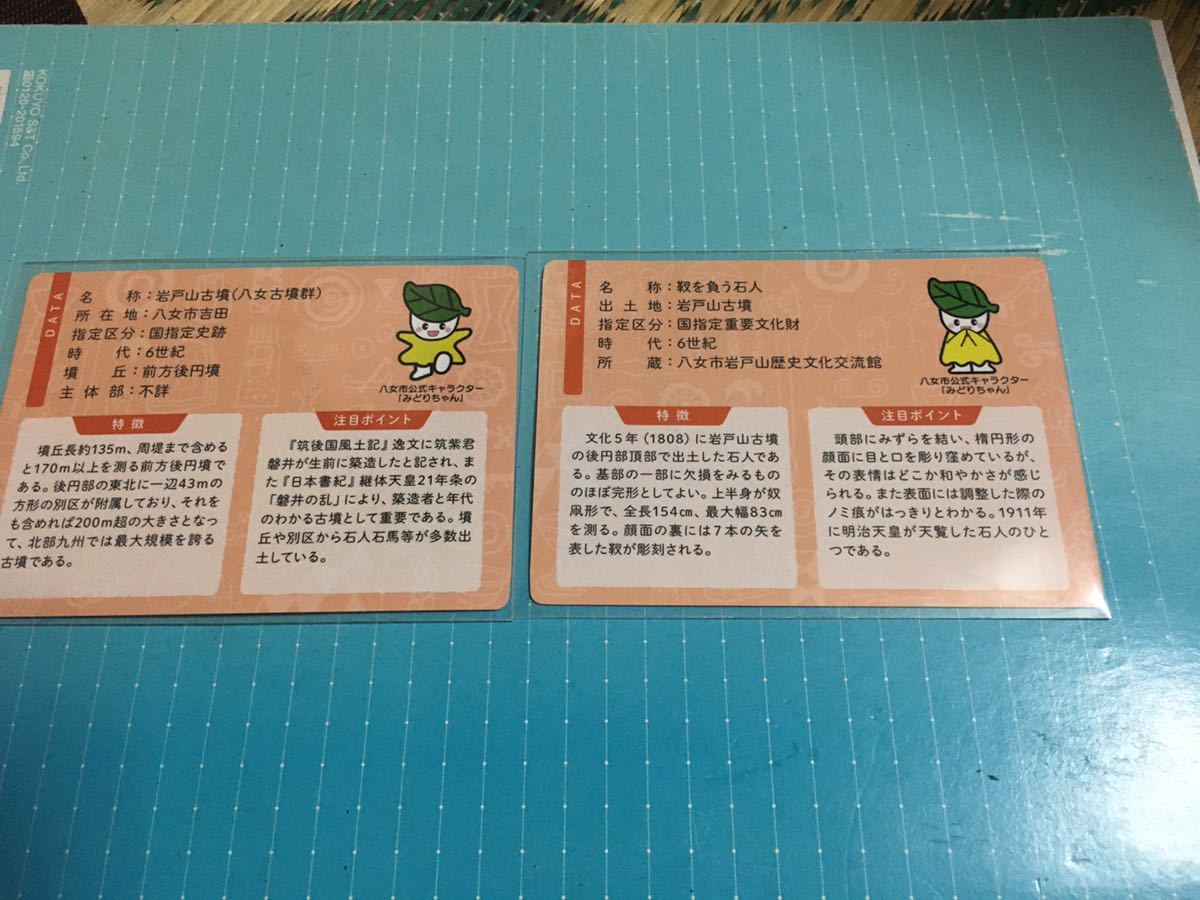 KOKUYO S&T Co., Ltd
0120-201594
DATA
名 称:岩戸山古墳(八女古墳群)
所在地:八女市吉田
指定区分:国指定史跡
時 代:6世紀
墳 丘:前方後円墳
主体部:不詳
八女市公式キャラクター
「みどりちゃん」
特徴
墳丘長約135m、周堤まで含める
と170m以上を測る前方後円墳で
ある。後円部の東北に一辺43mの
方形の別区が附属しており、それを
も含めれば200m超の大きさとなっ
て、北部九州では最大規模を誇る
古墳である。
注目ポイント
『筑後国風土記』逸文に筑紫君
磐井が生前に築造したと記され、ま
た『日本書紀』継体天皇21年条の
「磐井の乱」により、築造者と年代
のわかる古墳として重要である。墳
丘や別区から石人石馬等が多数出
土している。
DATA
名 称:靫を負う石人
出土地:岩戸山古墳
指定区分:国指定重要文化財
時 代:6世紀
所 蔵:八女市岩戸山歴史文化交流館
八女市公式キャラクター
「みどりちゃん」
特徴
文化5年(1808)に岩戸山古墳
の後円部頂部で出土した石人であ
る。基部の一部に欠損をみるもの
のほぼ完形としてよい。上半身が奴
凧形で、全長154㎝、最大幅83㎝
を測る。顔面の裏には7本の矢を
表した靫が彫刻される。
注目ポイント
頭部にみずらを結い、楕円形の
顔面に目と口を彫り窪めているが、
その表情はどこか和やかさが感じ
られる。また表面には調整した際の
ノミ痕がはっきりとわかる。1911年
に明治天皇が天覧した石人のひと
つである。